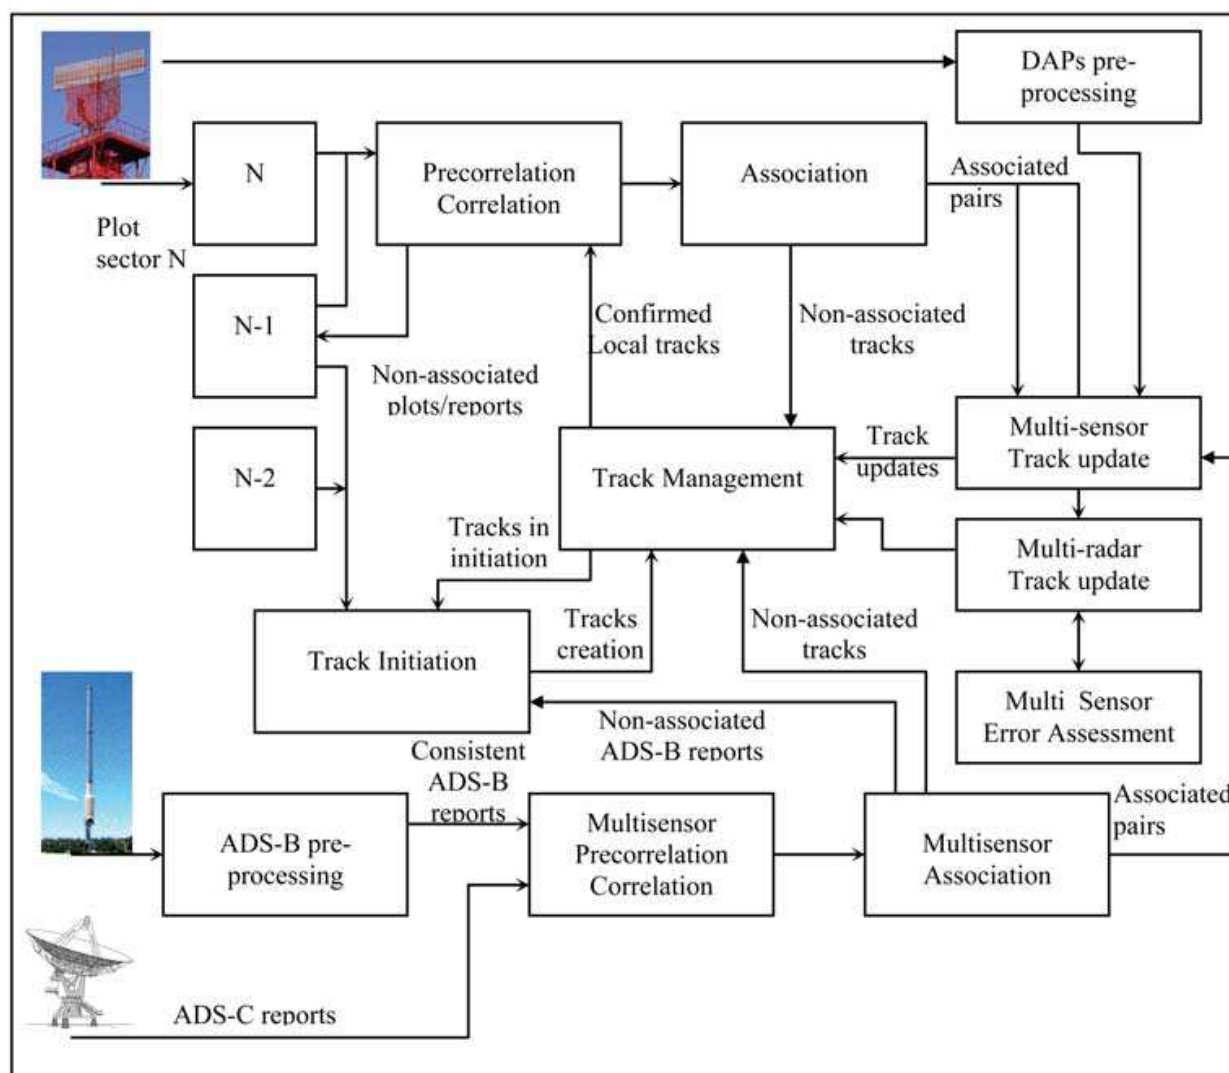 DAPs pre-
processing
N
Precorrelation
Correlation
Association
Associated
pairs
Plot
sector N
N-1
Confirmed
Local tracks
Non-associated
tracks
Non-associated
plots/reports
N-2
Track Management
Track
updates
Multi-sensor
Track update
Tracks in
initiation
Multi-radar
Track update
Track Initiation
Tracks
creation
Non-associated
tracks
Multi Sensor
Error Assessment
Non-associated
ADS-B reports
Consistent
ADS-B
reports
ADS-B pre-
processing
Multisensor
Precorrelation
Correlation
Multisensor
Association
Associated
pairs
ADS-C reports